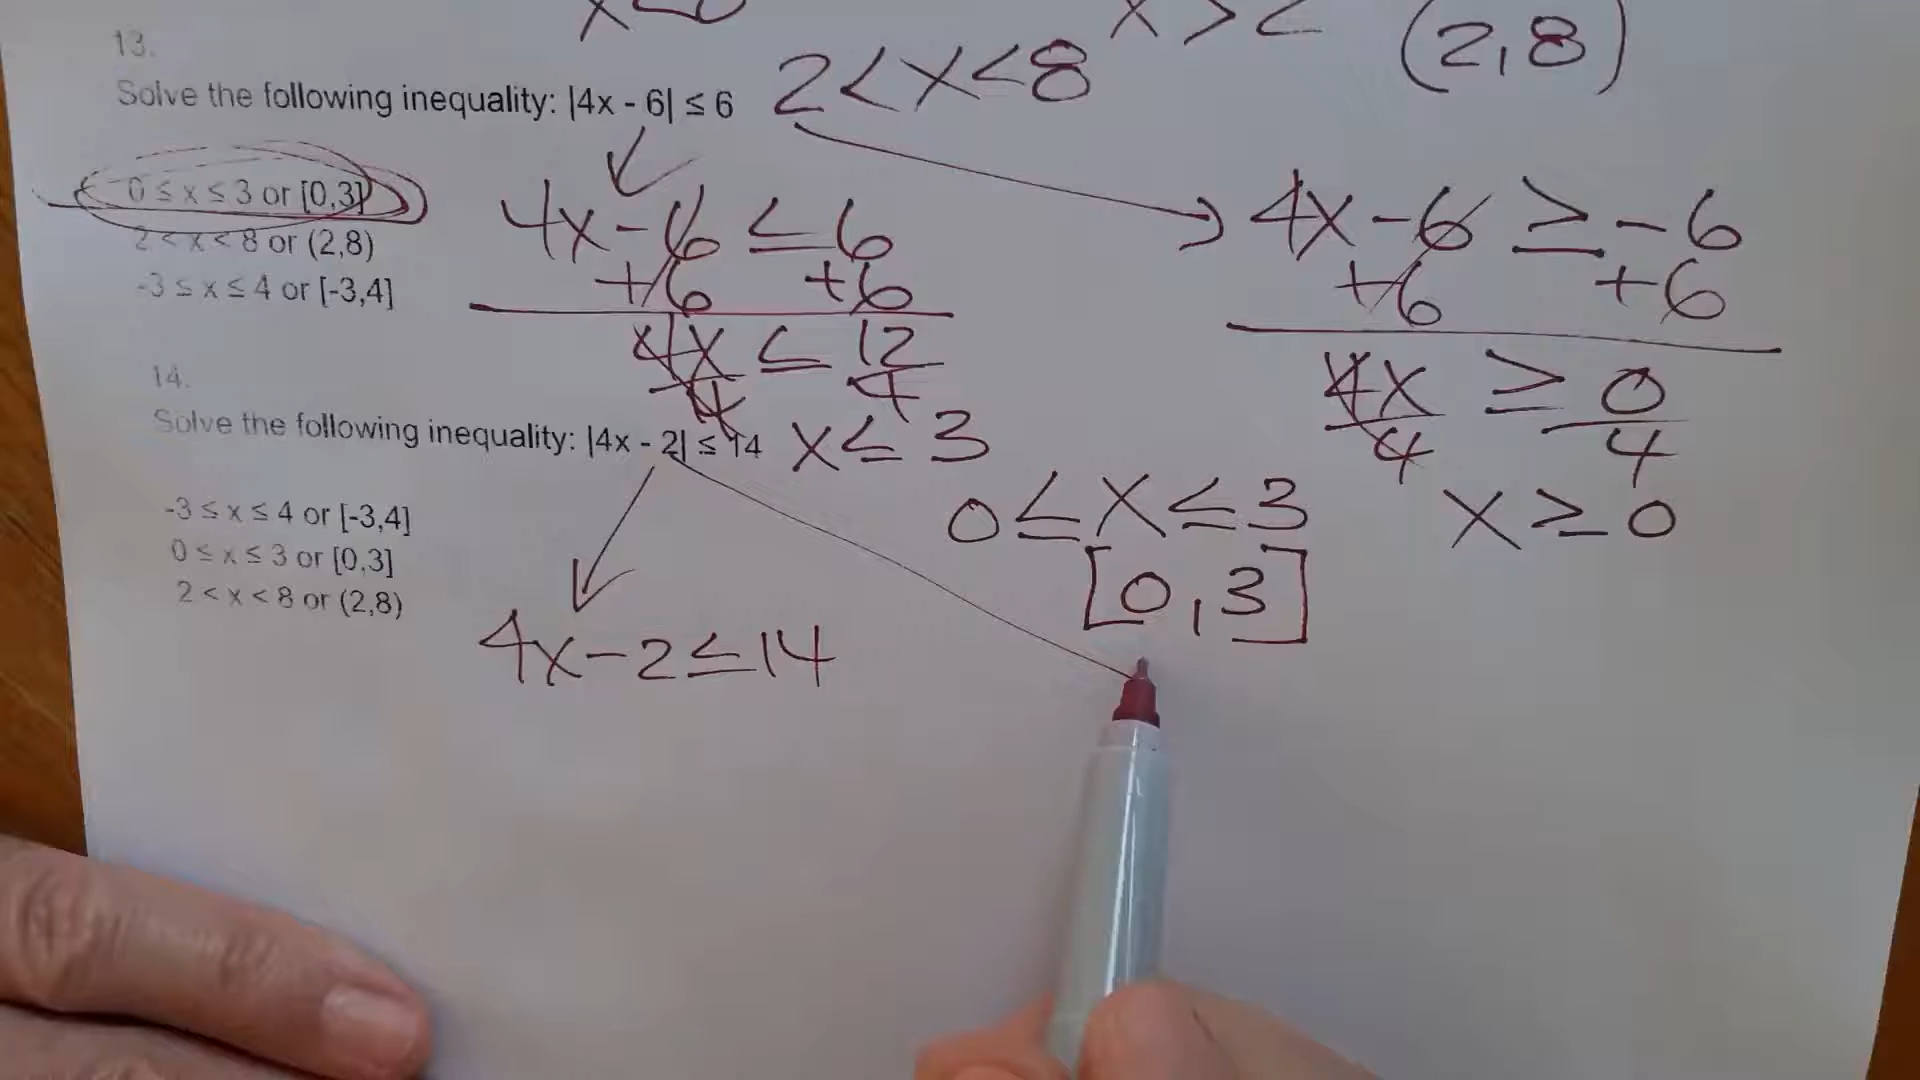 2 < x < 8
(2,8)
13.
Solve the following inequality: |4x - 6| ≤ 6
0 ≤ x ≤ 3 or [0,3]
2 < x < 8 or (2,8)
-3 ≤ x ≤ 4 or [-3,4]
4x - 6 ≤ 6
+6 +6
4x ≤ 12
4 4
x ≤ 3
4x - 6 ≥ -6
+6 +6
4x ≥ 0
4 4
x ≥ 0
0 ≤ x ≤ 3
[0,3]
14.
Solve the following inequality: |4x - 2| ≤ 14
-3 ≤ x ≤ 4 or [-3,4]
0 ≤ x ≤ 3 or [0,3]
2 < x < 8 or (2,8)
4x - 2 ≤ 14